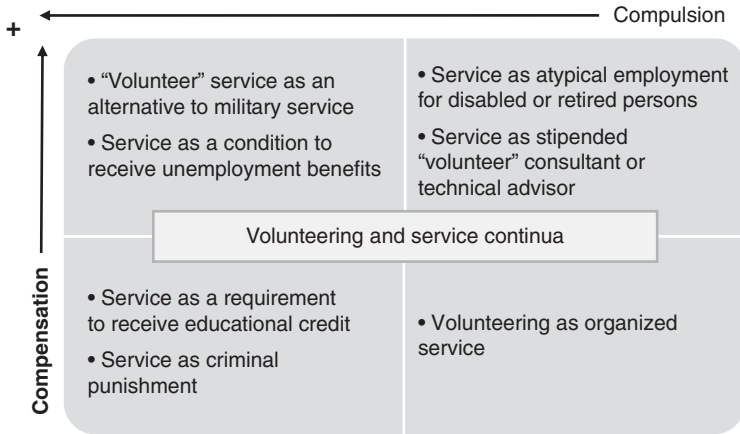 Compulsion
+
• “Volunteer” service as an
alternative to military service
• Service as a condition to
receive unemployment benefits
• Service as atypical employment
for disabled or retired persons
• Service as stipended
“volunteer” consultant or
technical advisor
Volunteering and service continua
Compensation
• Service as a requirement
to receive educational credit
• Service as criminal
punishment
• Volunteering as organized
service